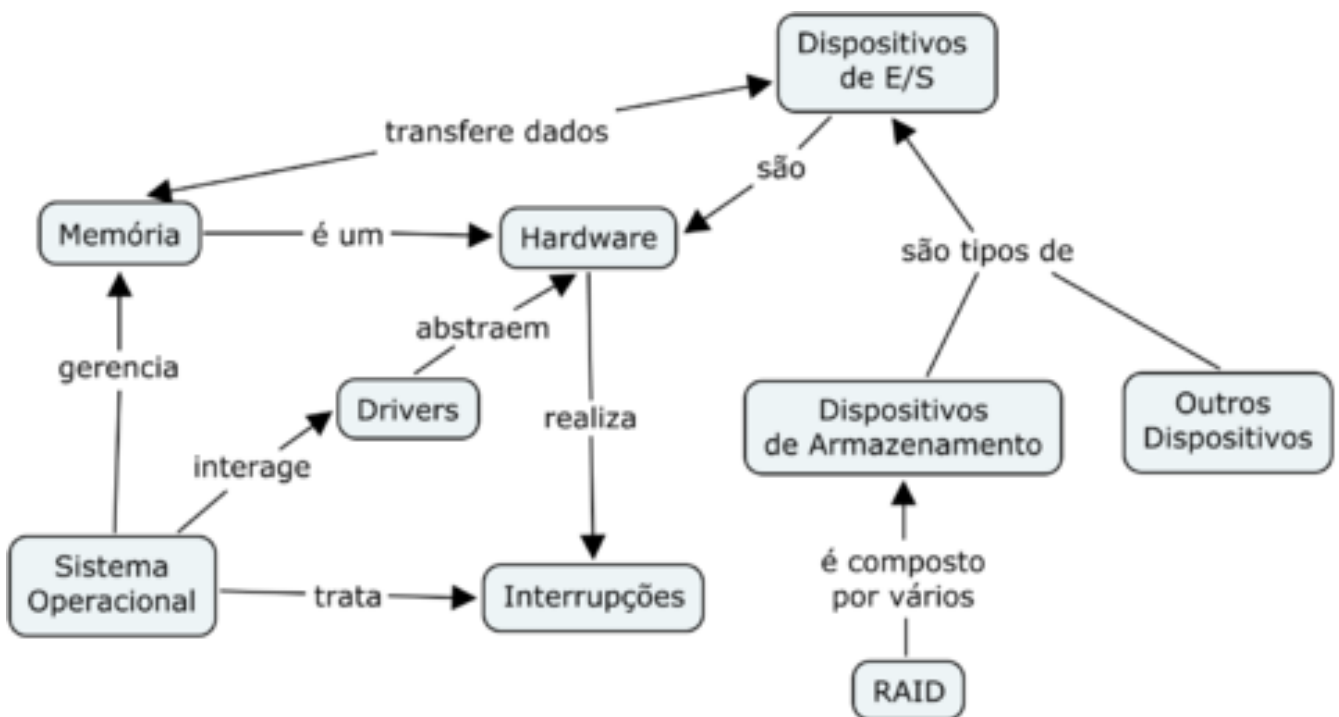 Dispositivos
de E/S
transfere dados
são
Memória
é um
Hardware
são tipos de
abstraem
gerencia
Drivers
realiza
Dispositivos
de Armazenamento
Outros
Dispositivos
interage
Sistema
Operacional
trata
Interrupções
é composto
por vários
RAID